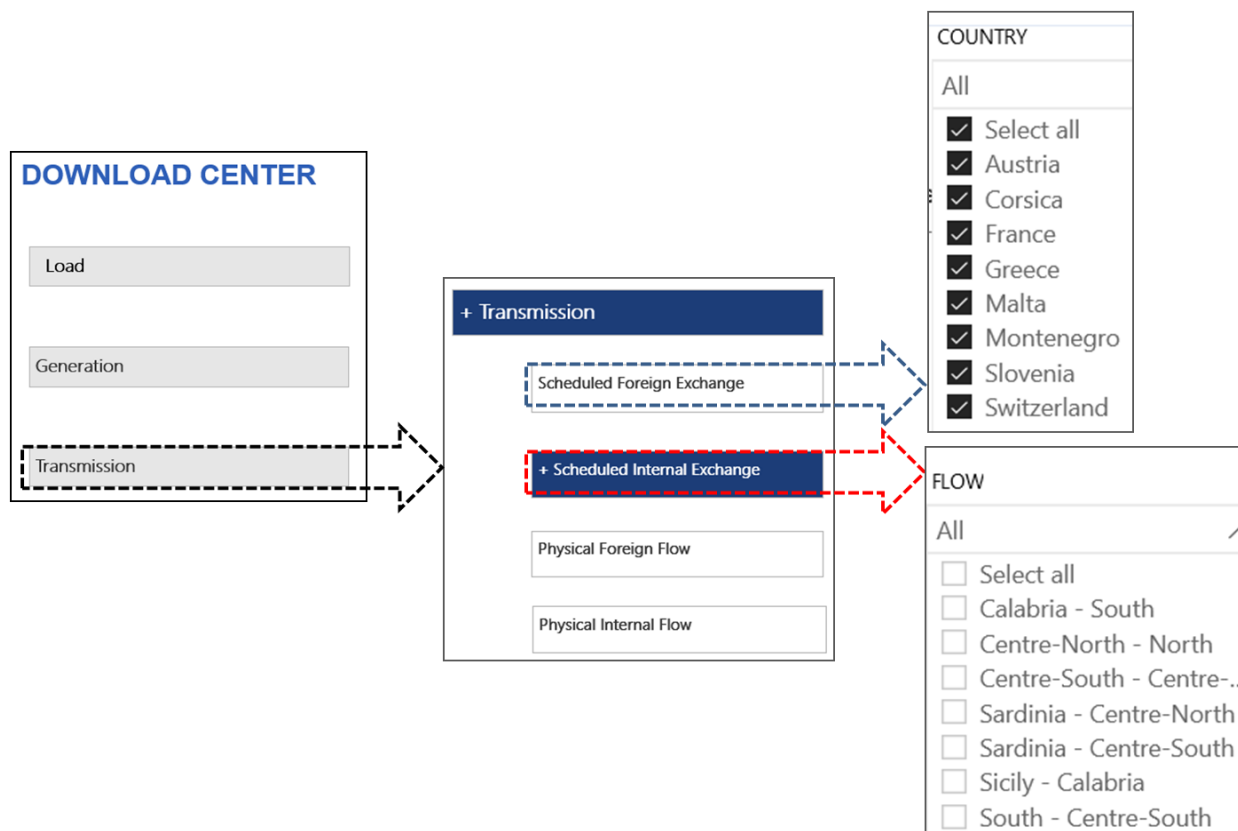 DOWNLOAD CENTER
Load
Generation
Transmission
+ Transmission
Scheduled Foreign Exchange
+ Scheduled Internal Exchange
Physical Foreign Flow
Physical Internal Flow
COUNTRY
All
Select all
Austria
Corsica
France
Greece
Malta
Montenegro
Slovenia
Switzerland
FLOW
All
Select all
Calabria - South
Centre-North - North
Centre-South - Centre-..
Sardinia - Centre-North
Sardinia - Centre-South
Sicily - Calabria
South - Centre-South